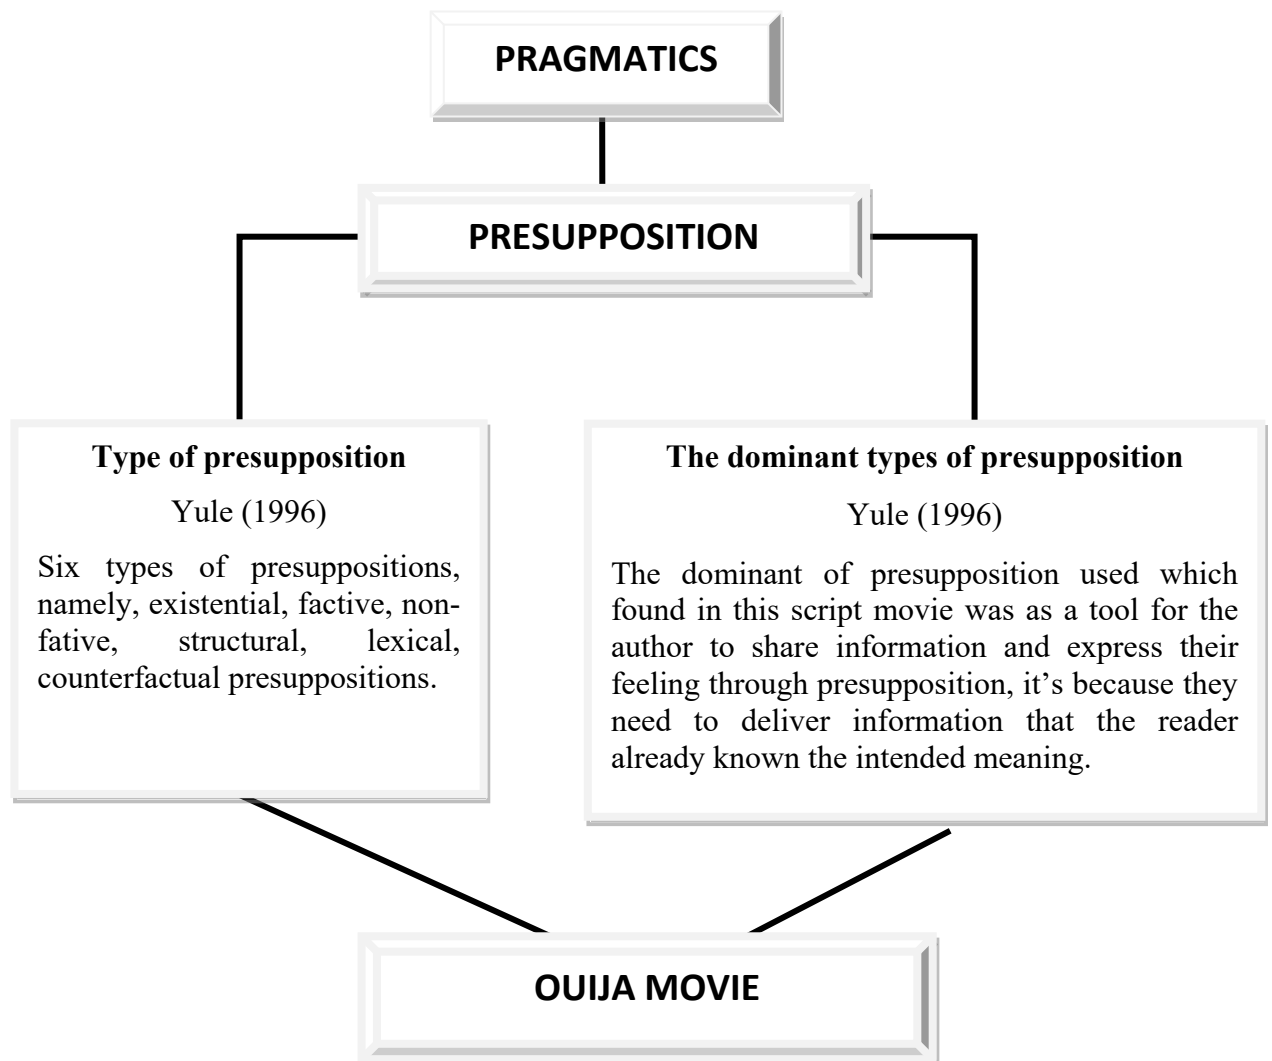 PRAGMATICS
PRESUPPOSITION
Type of presupposition
Yule (1996)
Six types of presuppositions,
namely, existential, factive, non-
fative, structural, lexical,
counterfactual presuppositions.
The dominant types of presupposition
Yule (1996)
The dominant of presupposition used which
found in this script movie was as a tool for the
author to share information and express their
feeling through presupposition, it’s because they
need to deliver information that the reader
already known the intended meaning.
OUIJA MOVIE